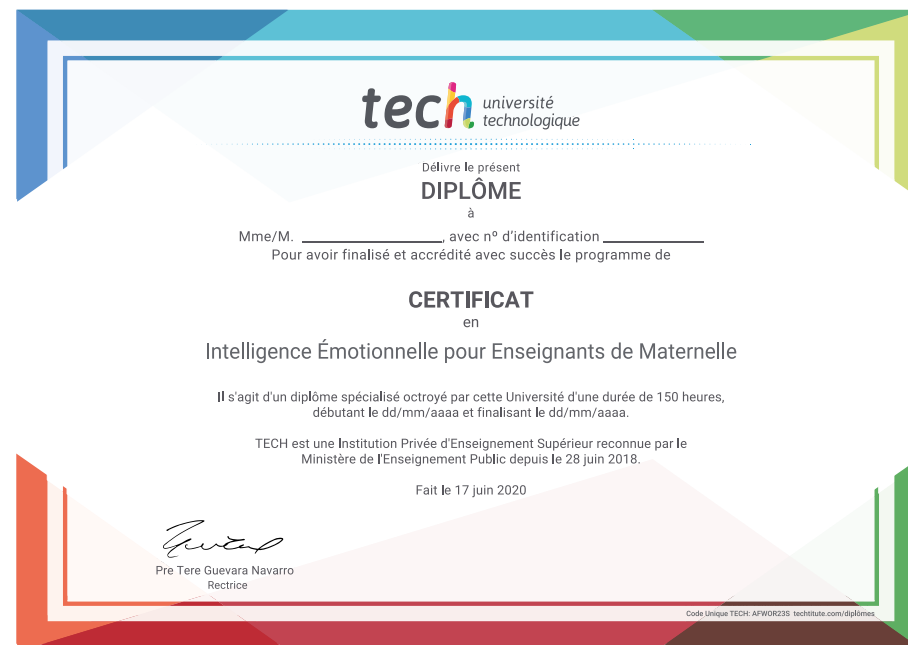 tech université
technologique
Délivre le présent
DIPLÔME
à
Mme/M. ____________________, avec nº d'identification ______________
Pour avoir finalisé et accrédité avec succès le programme de
CERTIFICAT
en
Intelligence Émotionnelle pour Enseignants de Maternelle
Il s'agit d'un diplôme spécialisé octroyé par cette Université d'une durée de 150 heures,
débutant le dd/mm/aaaa et finalisant le dd/mm/aaaa.
TECH est une Institution Privée d'Enseignement Supérieur reconnue par le
Ministère de l'Enseignement Public depuis le 28 juin 2018.
Fait le 17 juin 2020
Pre Tere Guevara Navarro
Rectrice
Code Unique TECH: AFWOR23S techtitute.com/diplômes